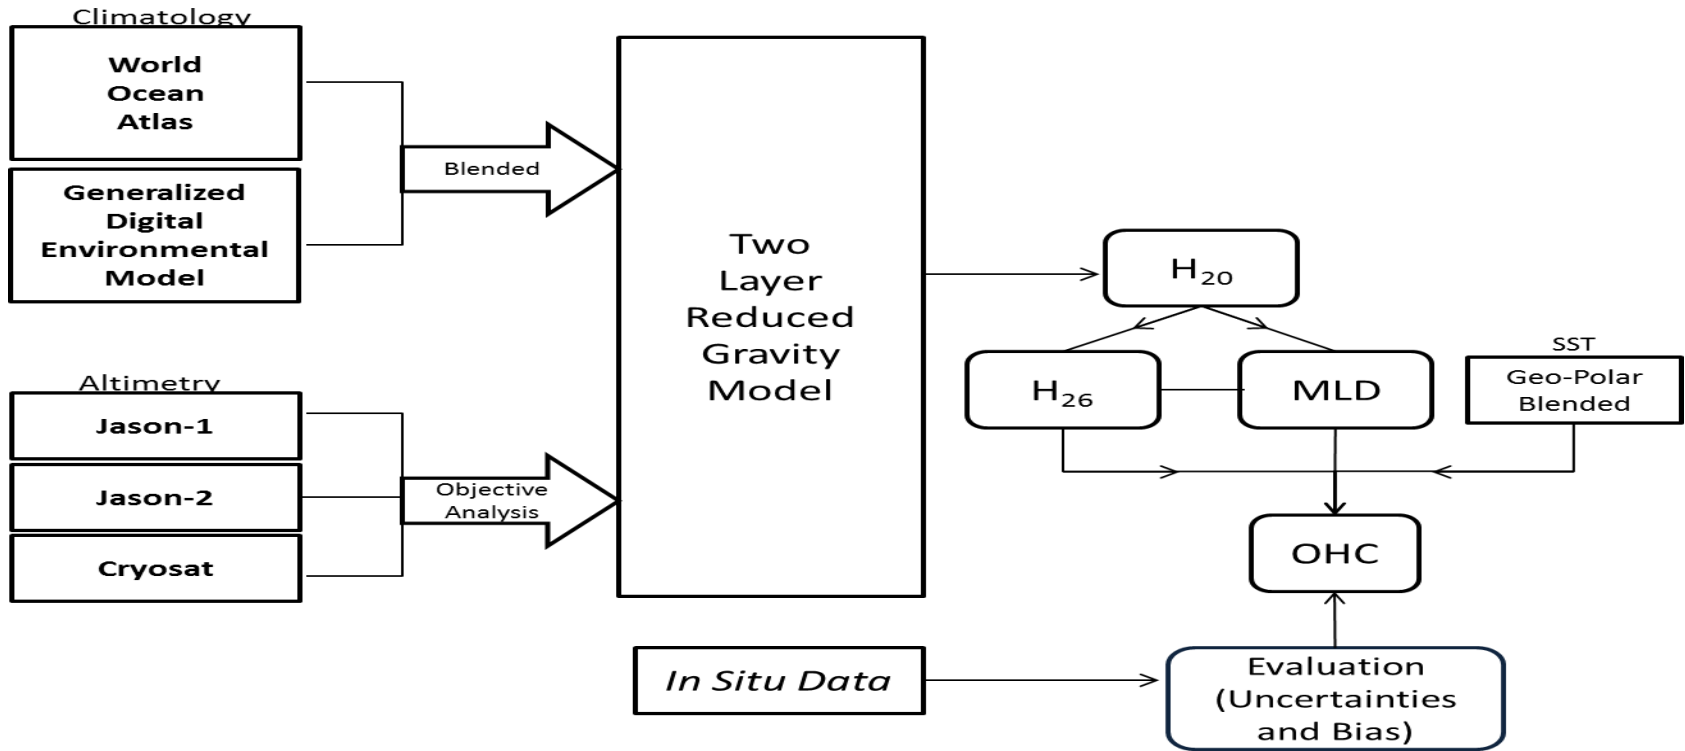 Climatology
World
Ocean
Atlas
Generalized
Digital
Environmental
Model
Blended
Altimetry
Jason-1
Jason-2
Cryosat
Objective
Analysis
Two
Layer
Reduced
Gravity
Model
H₂₀
H₂₆
MLD
SST
Geo-Polar
Blended
OHC
In Situ Data
Evaluation
(Uncertainties
and Bias)